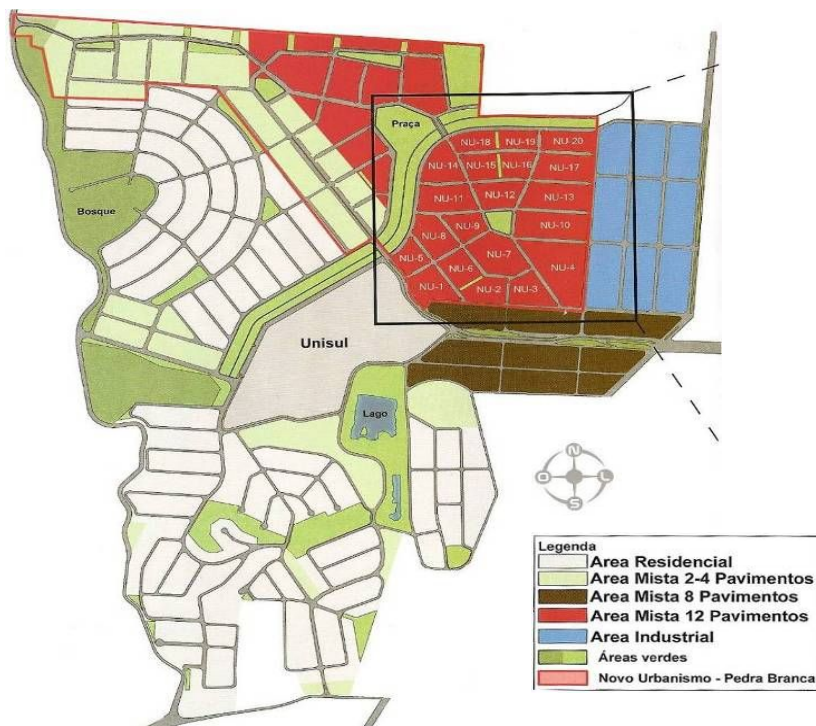 Praça
NU-18
NU-19
NU-20
NU-14
NU-15
NU-16
NU-17
NU-11
NU-12
NU-13
NU-8
NU-9
NU-10
NU-5
NU-6
NU-7
NU-4
NU-1
NU-2
NU-3
Bosque
Unisul
Lago
N
O
L
S
Legenda
Area Residencial
Area Mista 2-4 Pavimentos
Area Mista 8 Pavimentos
Area Mista 12 Pavimentos
Area Industrial
Áreas verdes
Novo Urbanismo - Pedra Branca